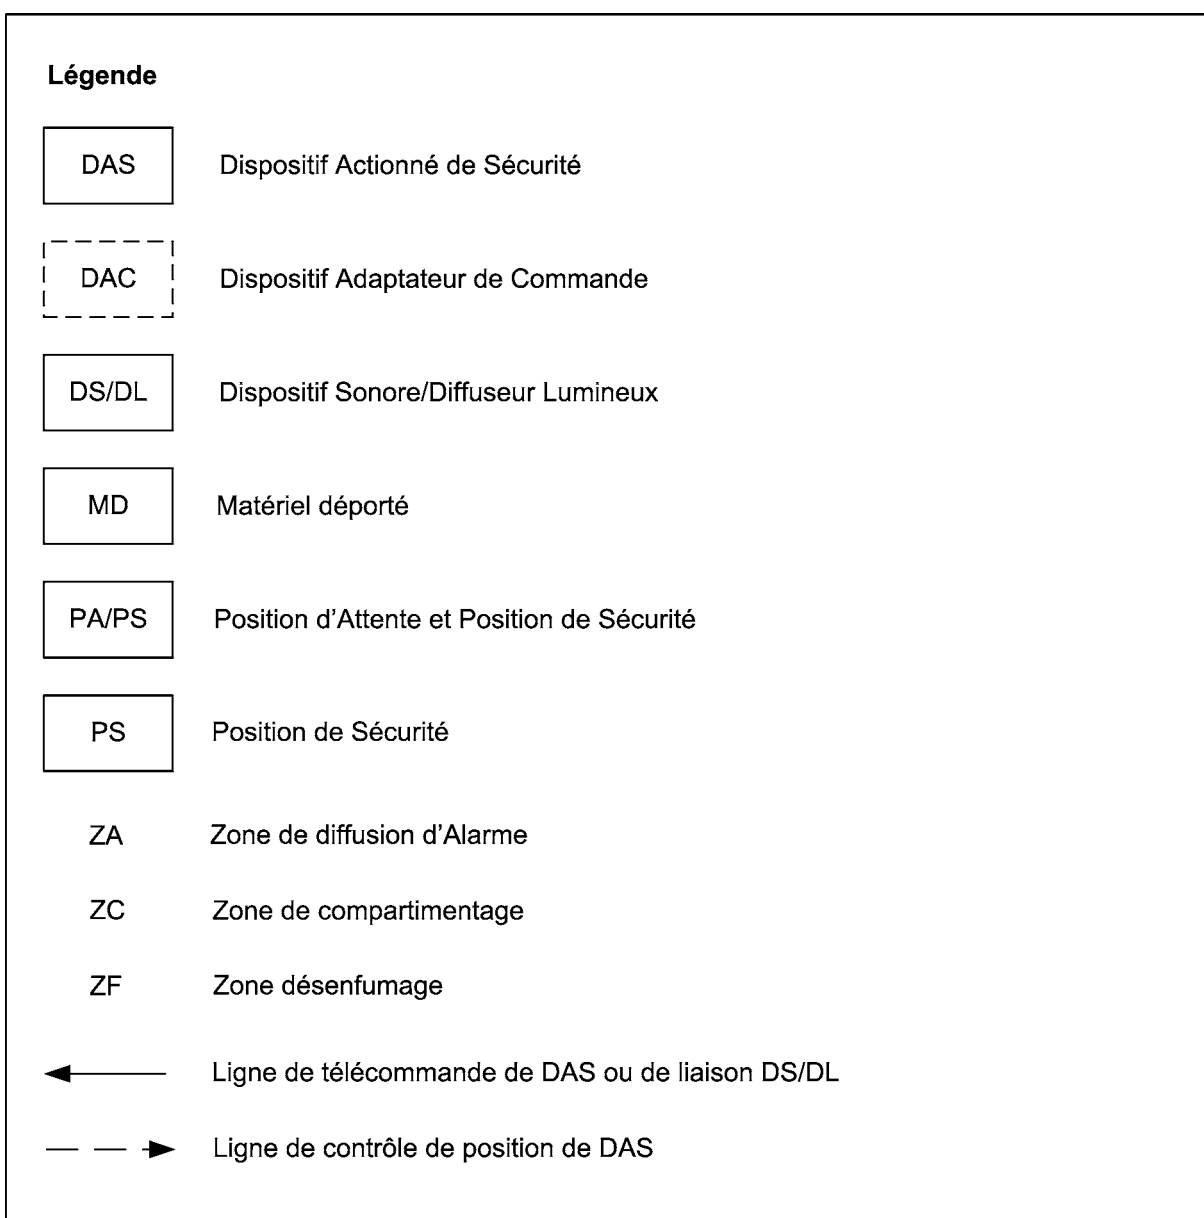 Légende
DAS Dispositif Actionné de Sécurité
DAC Dispositif Adaptateur de Commande
DS/DL Dispositif Sonore/Diffuseur Lumineux
MD Matériel déporté
PA/PS Position d'Attente et Position de Sécurité
PS Position de Sécurité
ZA Zone de diffusion d'Alarme
ZC Zone de compartimentage
ZF Zone désenfumage
Ligne de télécommande de DAS ou de liaison DS/DL
Ligne de contrôle de position de DAS